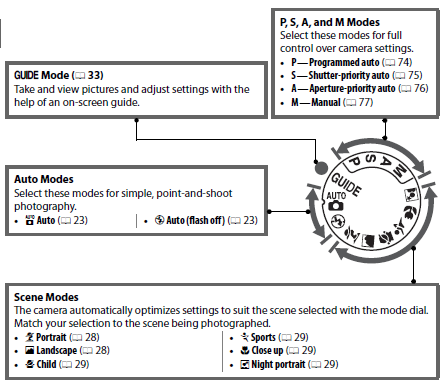 P, S, A, and M Modes
Select these modes for full
control over camera settings.
• P—Programmed auto (📖 74)
• S—Shutter-priority auto (📖 75)
• A—Aperture-priority auto (📖 76)
• M—Manual (📖 77)
GUIDE Mode (📖 33)
Take and view pictures and adjust settings with the
help of an on-screen guide.
Auto Modes
Select these modes for simple, point-and-shoot
photography.
• AUTO Auto (📖 23)
• Auto (flash off) (📖 23)
M A S P
GUIDE
AUTO
Scene Modes
The camera automatically optimizes settings to suit the scene selected with the mode dial.
Match your selection to the scene being photographed.
• Portrait (📖 28)
• Landscape (📖 28)
• Child (📖 29)
• Sports (📖 29)
• Close up (📖 29)
• Night portrait (📖 29)